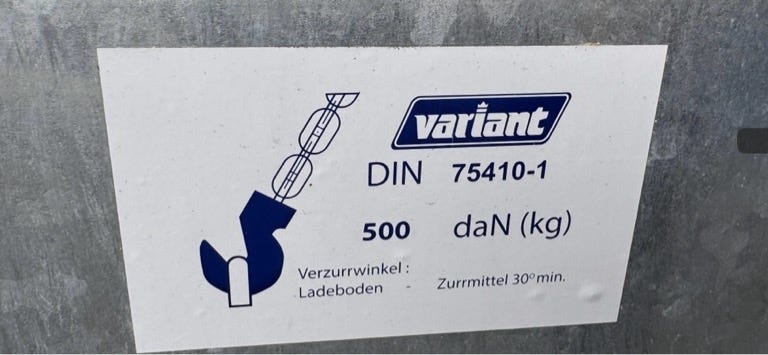 variant
DIN 75410-1
500 daN (kg)
Verzurrwinkel :
Ladeboden - Zurrmittel 30° min.